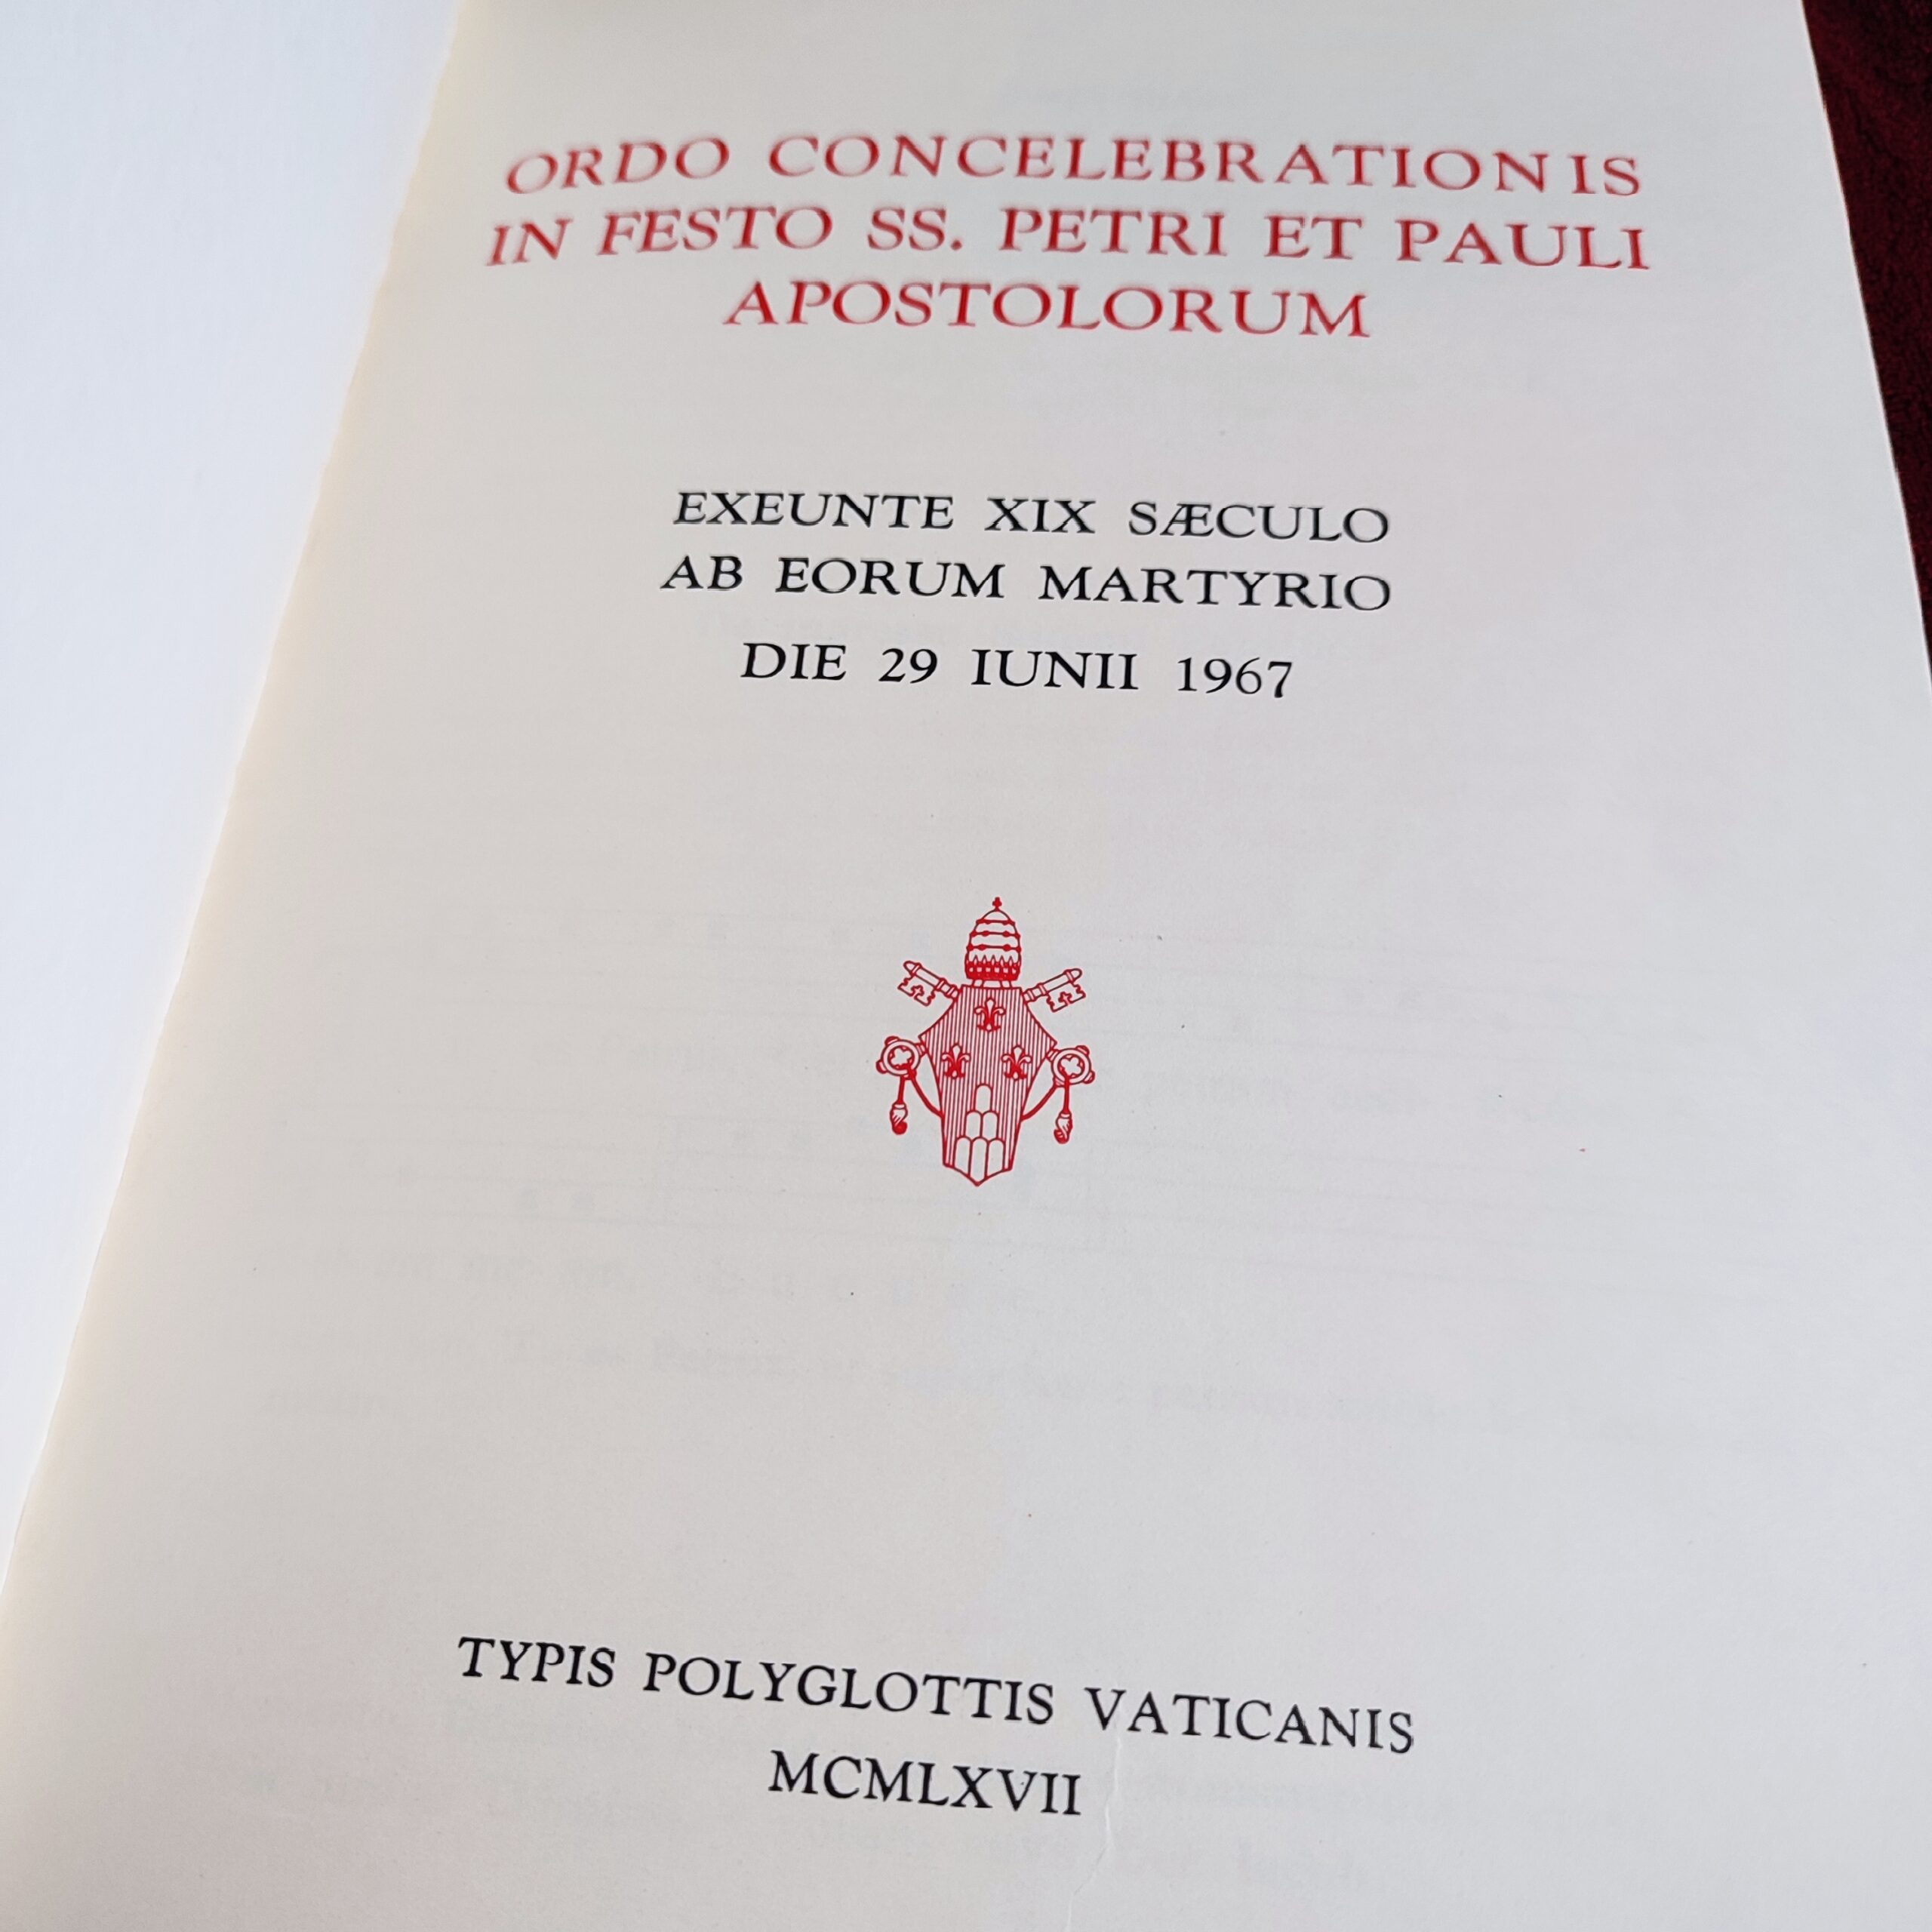 ORDO CONCELEBRATIONIS
IN FESTO SS. PETRI ET PAULI
APOSTOLORUM
EXEUNTE XIX SÆCULO
AB EORUM MARTYRIO
DIE 29 IUNII 1967
TYPIS POLYGLOTTIS VATICANIS
MCMLXVII